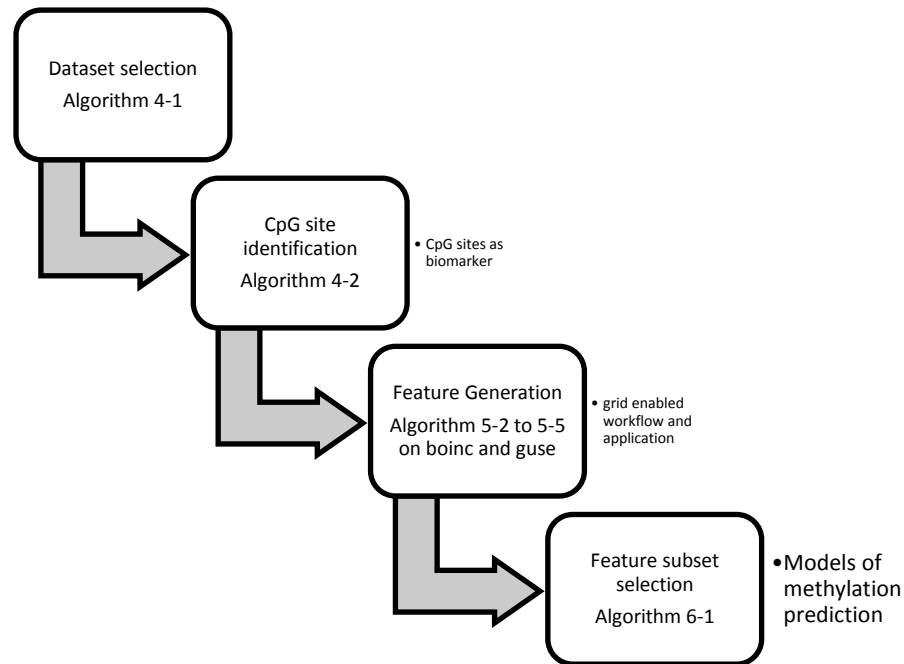 Dataset selection
Algorithm 4-1
CpG site
identification
Algorithm 4-2
• CpG sites as
biomarker
Feature Generation
Algorithm 5-2 to 5-5
on boinc and guse
• grid enabled
workflow and
application
Feature subset
selection
Algorithm 6-1
•Models of
methylation
prediction